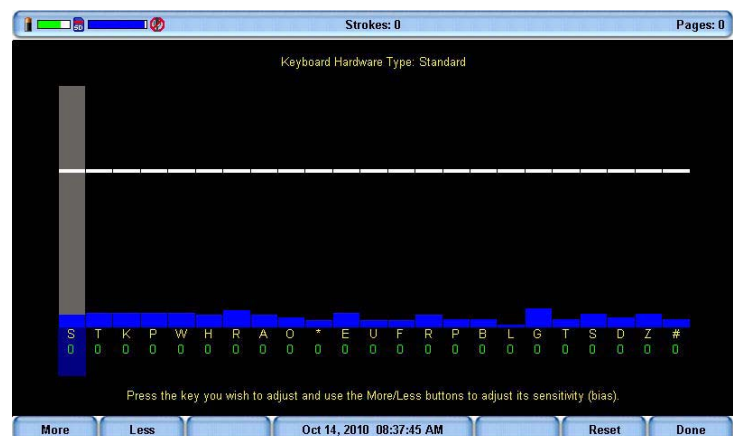 SD Strokes: 0 Pages: 0
Keyboard Hardware Type: Standard
S T K P W H R A O * E U F R P B L G T S D Z #
0 0 0 0 0 0 0 0 0 0 0 0 0 0 0 0 0 0 0 0 0 0 0
Press the key you wish to adjust and use the More/Less buttons to adjust its sensitivity (bias).
More Less Oct 14, 2010 08:37:45 AM Reset Done